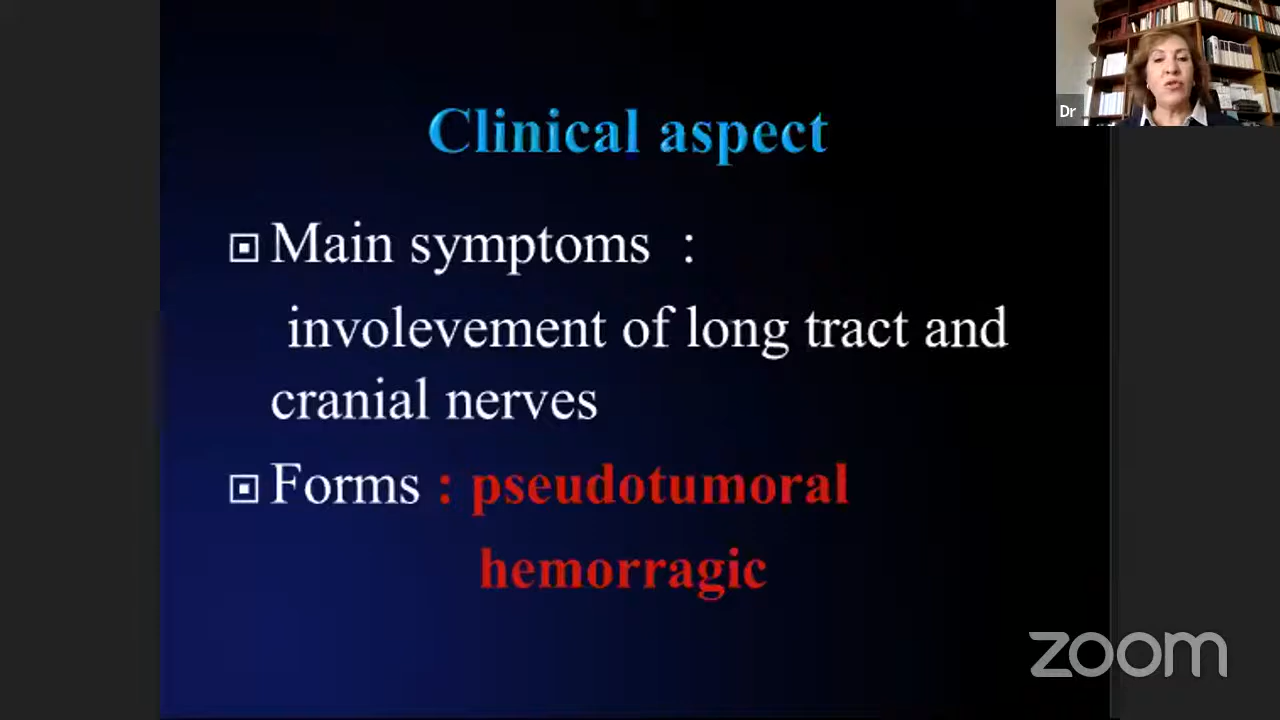 Clinical aspect
Dr
Main symptoms :
involevement of long tract and
cranial nerves
Forms : pseudotumoral
hemorragic
zoom